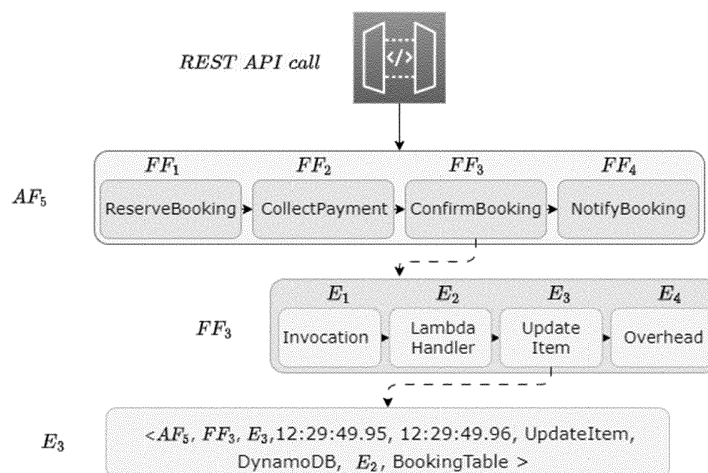 REST API call
</>
FF₁ FF₂ FF₃ FF₄
AF₅ ReserveBooking CollectPayment ConfirmBooking NotifyBooking
E₁ E₂ E₃ E₄
FF₃ Invocation Lambda Handler Update Item Overhead
E₃ <AF₅, FF₃, E₃,12:29:49.95, 12:29:49.96, UpdateItem,
DynamoDB, E₂, BookingTable >